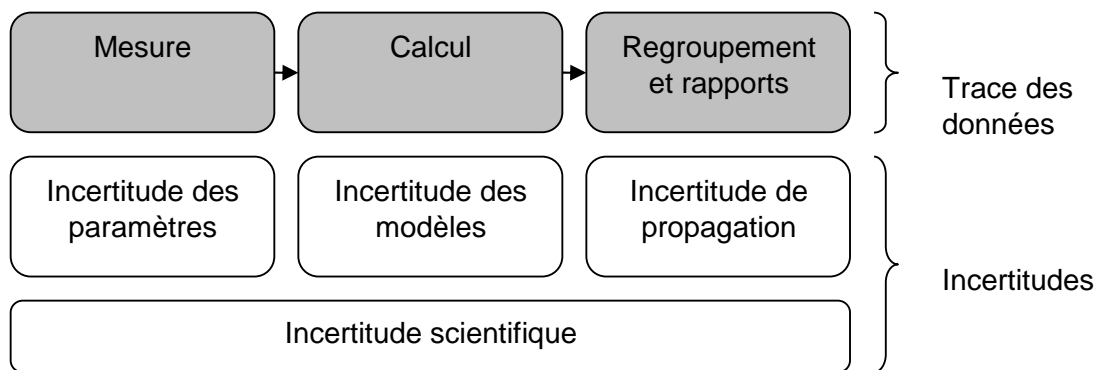 Mesure
Calcul
Regroupement
et rapports
Trace des
données
Incertitude des
paramètres
Incertitude des
modèles
Incertitude de
propagation
Incertitudes
Incertitude scientifique